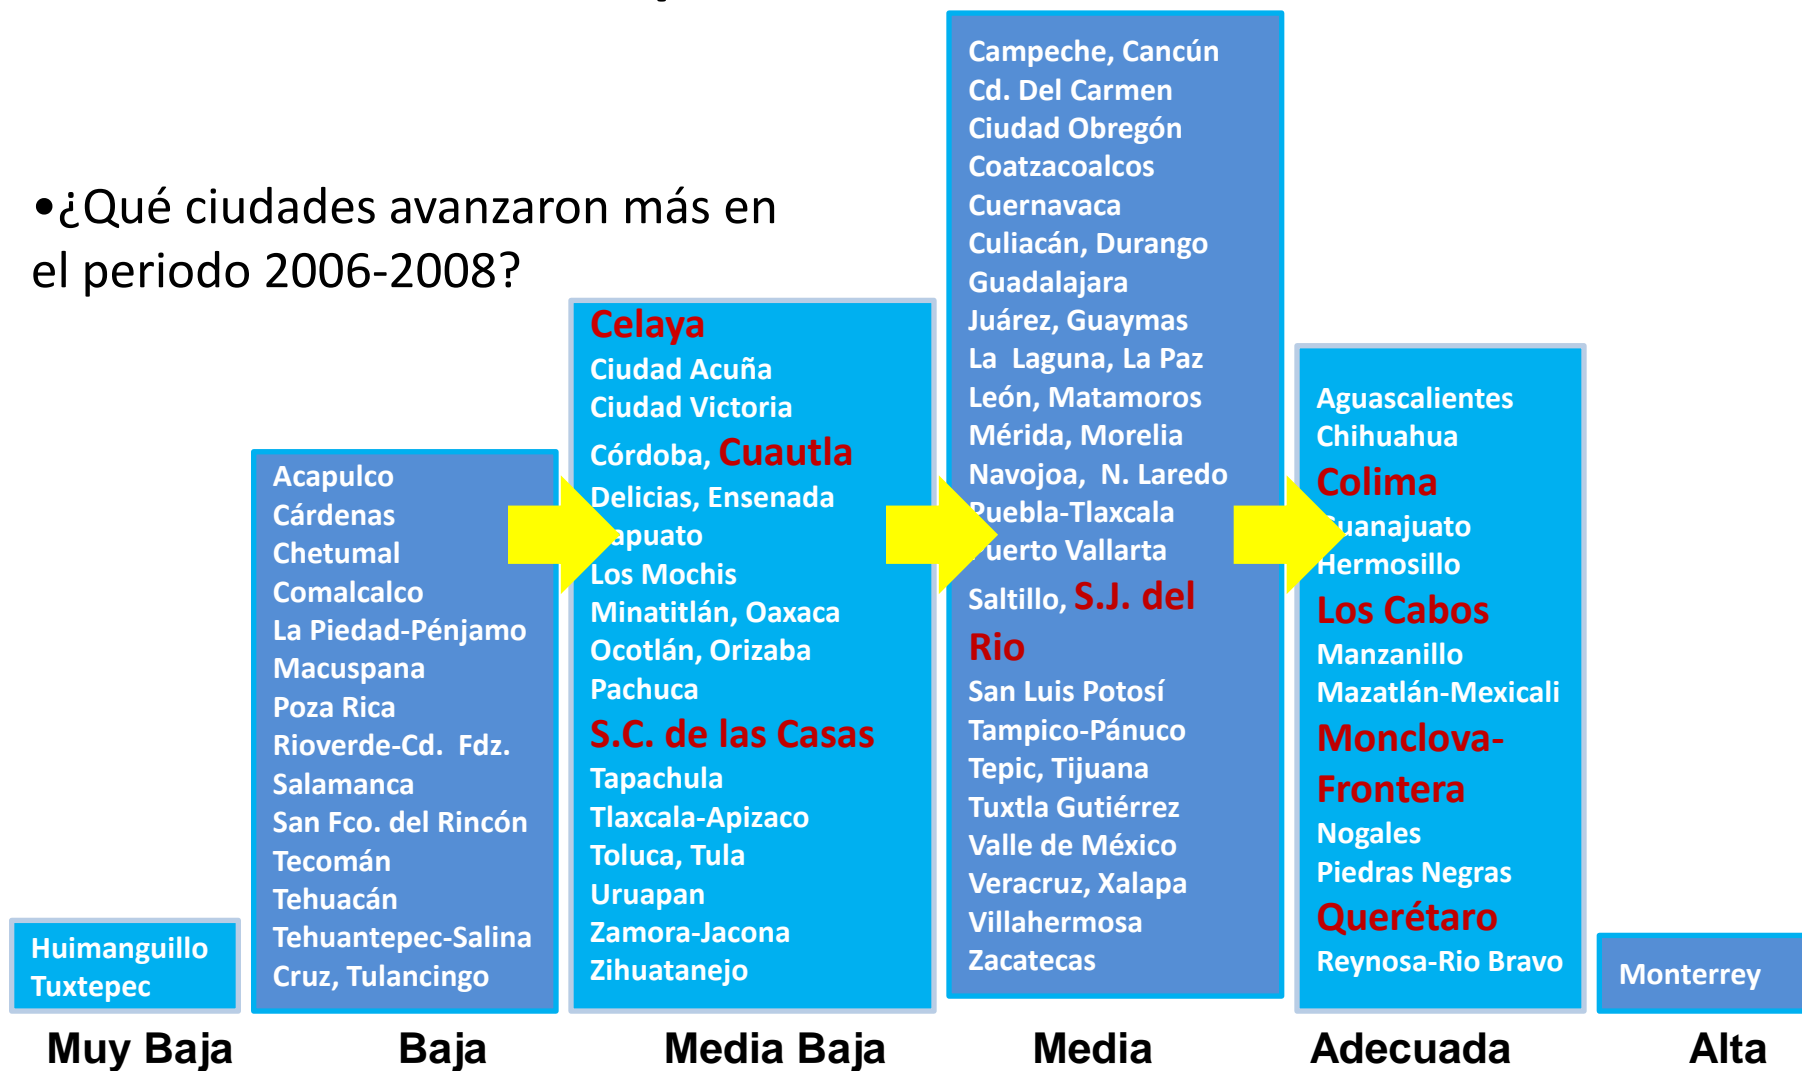 •¿Qué ciudades avanzaron más en
el periodo 2006-2008?
Huimanguillo
Tuxtepec
Muy Baja
Acapulco
Cárdenas
Chetumal
Comalcalco
La Piedad-Pénjamo
Macuspana
Poza Rica
Rioverde-Cd. Fdz.
Salamanca
San Fco. del Rincón
Tecomán
Tehuacán
Tehuantepec-Salina
Cruz, Tulancingo
Baja
Celaya
Ciudad Acuña
Ciudad Victoria
Córdoba, Cuautla
Delicias, Ensenada
apuato
Los Mochis
Minatitlán, Oaxaca
Ocotlán, Orizaba
Pachuca
S.C. de las Casas
Tapachula
Tlaxcala-Apizaco
Toluca, Tula
Uruapan
Zamora-Jacona
Zihuatanejo
Media Baja
Campeche, Cancún
Cd. Del Carmen
Ciudad Obregón
Coatzacoalcos
Cuernavaca
Culiacán, Durango
Guadalajara
Juárez, Guaymas
La Laguna, La Paz
León, Matamoros
Mérida, Morelia
Navojoa, N. Laredo
Puebla-Tlaxcala
Puerto Vallarta
Saltillo, S.J. del
Rio
San Luis Potosí
Tampico-Pánuco
Tepic, Tijuana
Tuxtla Gutiérrez
Valle de México
Veracruz, Xalapa
Villahermosa
Zacatecas
Media
Aguascalientes
Chihuahua
Colima
Guanajuato
Hermosillo
Los Cabos
Manzanillo
Mazatlán-Mexicali
Monclova-
Frontera
Nogales
Piedras Negras
Querétaro
Reynosa-Rio Bravo
Adecuada
Monterrey
Alta